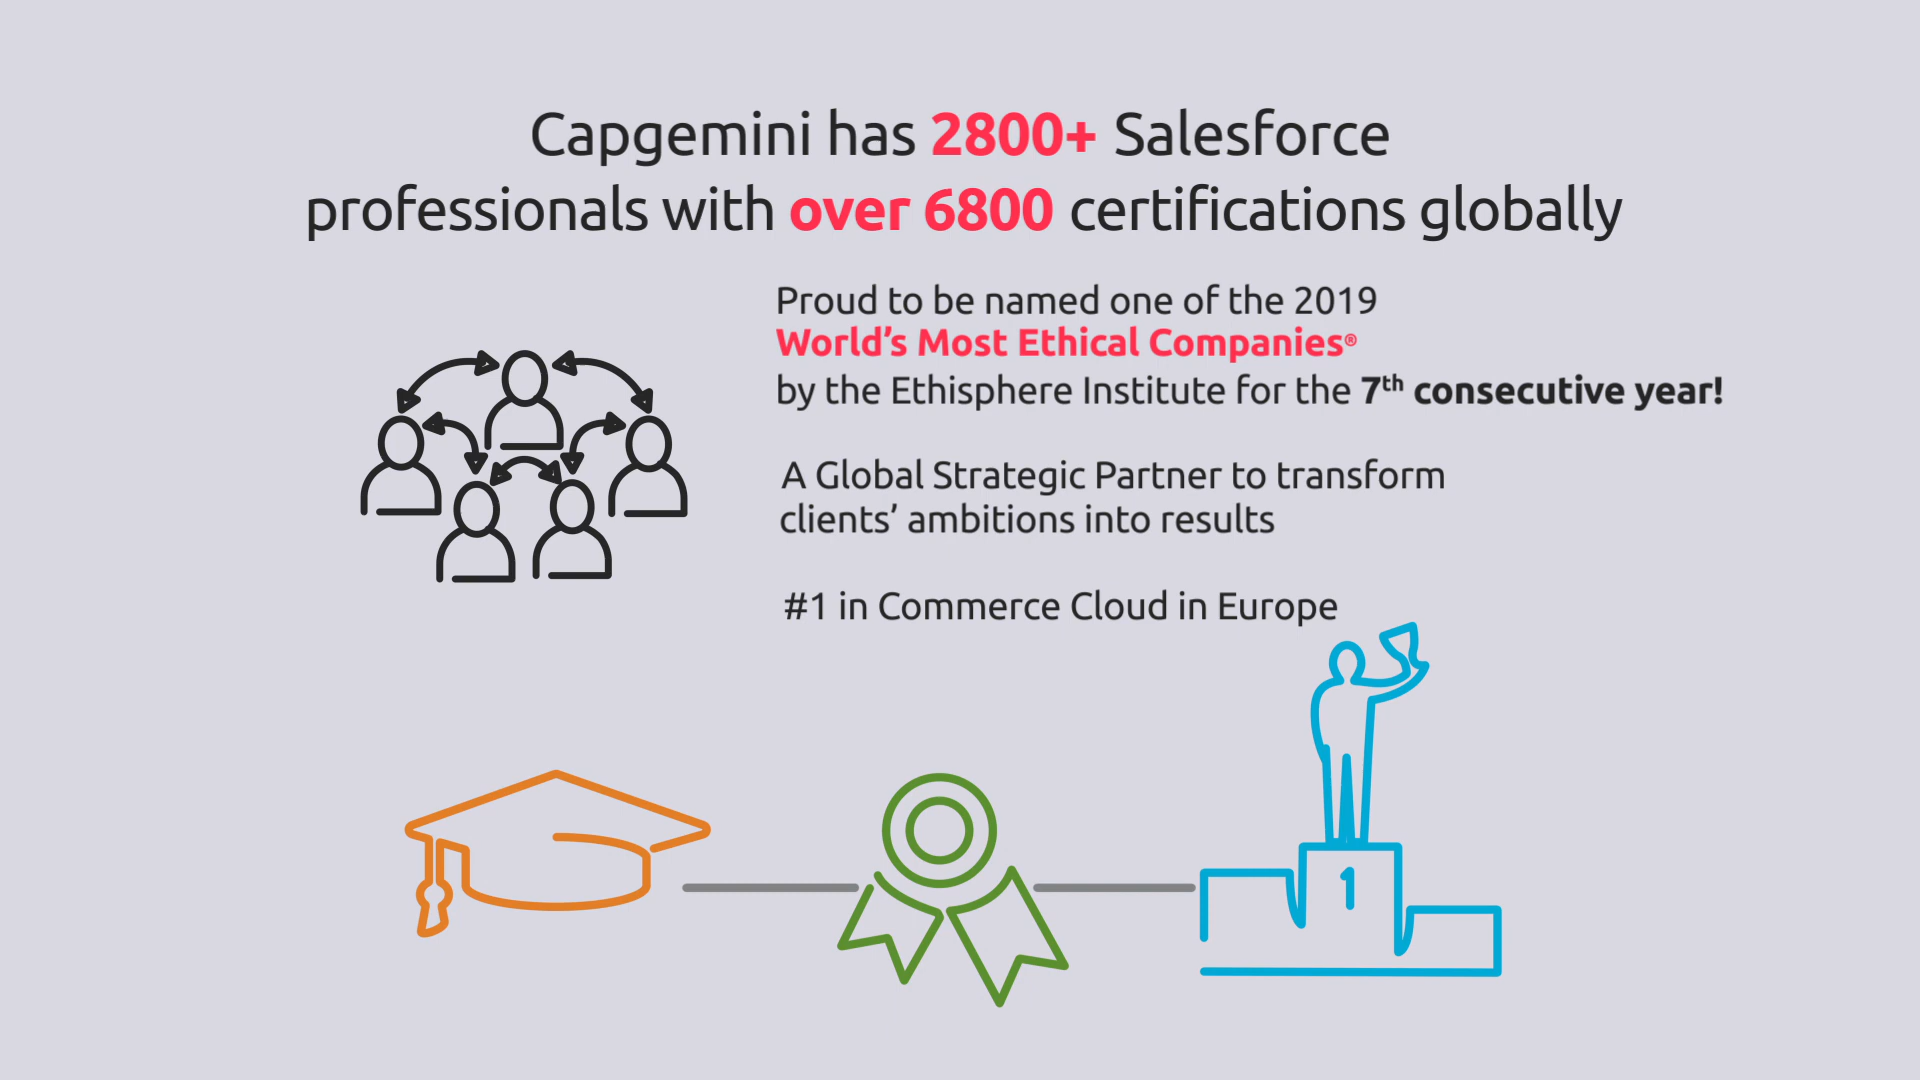 Capgemini has 2800+ Salesforce
professionals with over 6800 certifications globally
Proud to be named one of the 2019
World’s Most Ethical Companies®
by the Ethisphere Institute for the 7th consecutive year!
A Global Strategic Partner to transform
clients’ ambitions into results
#1 in Commerce Cloud in Europe
1